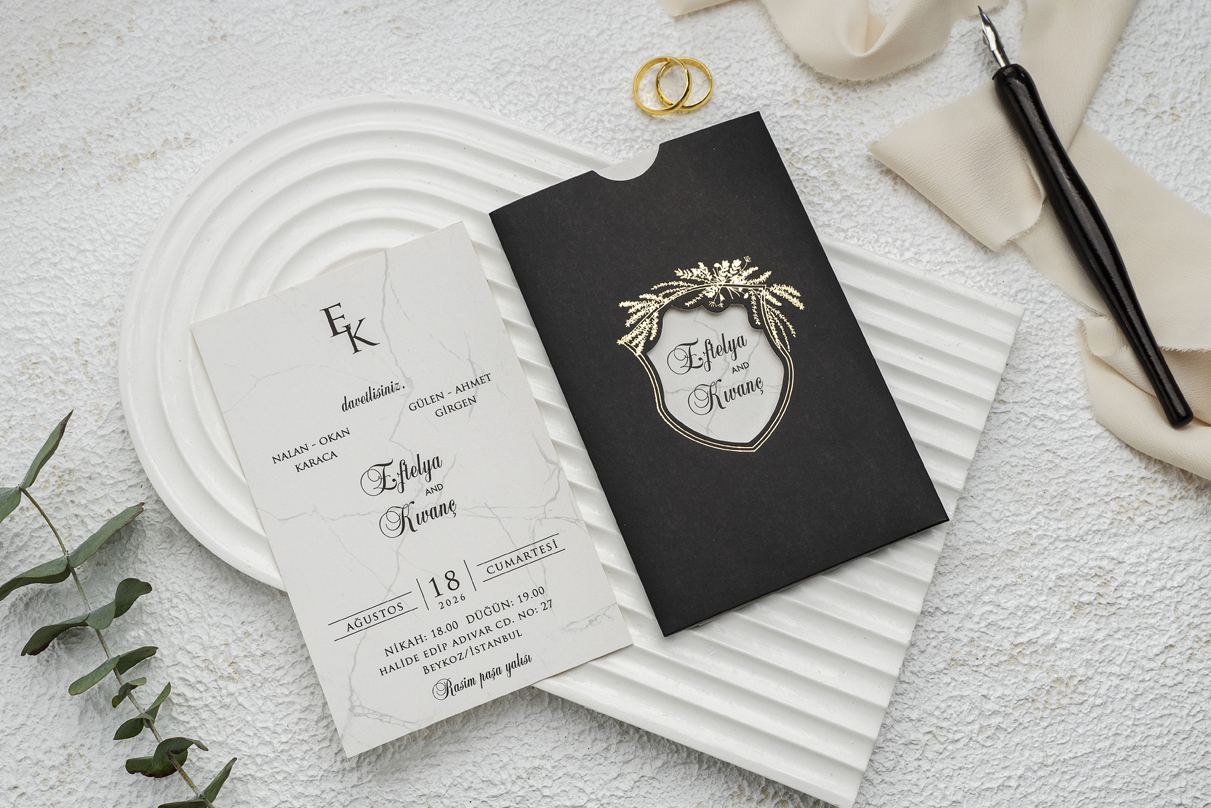 EK
davetlisiniz.
NALAN - OKAN
KARACA
GÜLEN - AHMET
GİRGEN
Eftelya
AND
Kıvanç
AĞUSTOS
18
2026
CUMARTESİ
NİKAH: 18.00 DÜĞÜN: 19.00
HALİDE EDİP ADIVAR CD. NO: 27
BEYKOZ/İSTANBUL
Rasim paşa yalısı
Eftelya
AND
Kıvanç